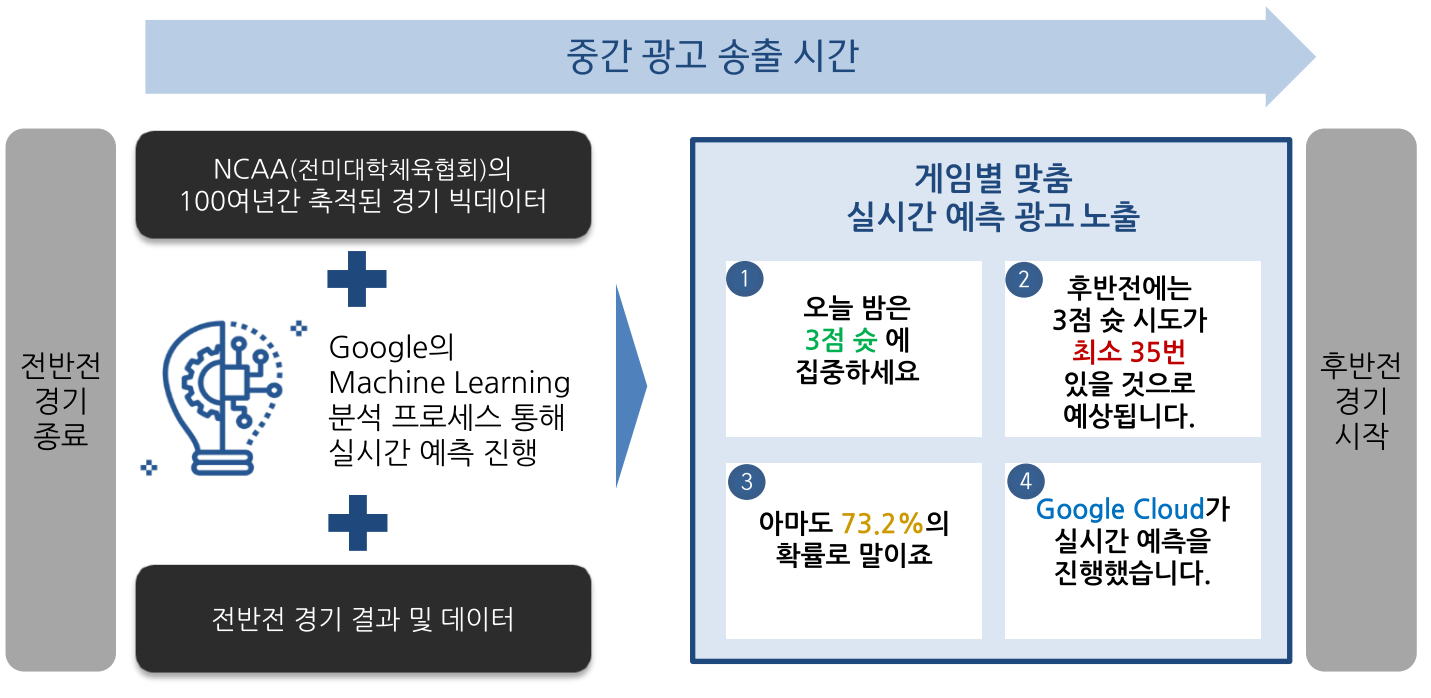 중간 광고 송출 시간
전반전
경기
종료
NCAA(전미대학체육협회)의
100여년간 축적된 경기 빅데이터
Google의
Machine Learning
분석 프로세스 통해
실시간 예측 진행
전반전 경기 결과 및 데이터
게임별 맞춤
실시간 예측 광고 노출
1
오늘 밤은
3점 슛 에
집중하세요
2
후반전에는
3점 슛 시도가
최소 35번
있을 것으로
예상됩니다.
3
아마도 73.2%의
확률로 말이죠
4
Google Cloud가
실시간 예측을
진행했습니다.
후반전
경기
시작